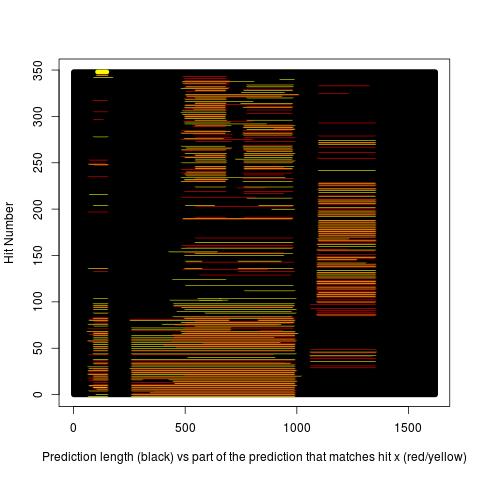 350
300
250
200
150
100
50
0
Hit Number
0 500 1000 1500
Prediction length (black) vs part of the prediction that matches hit x (red/yellow)